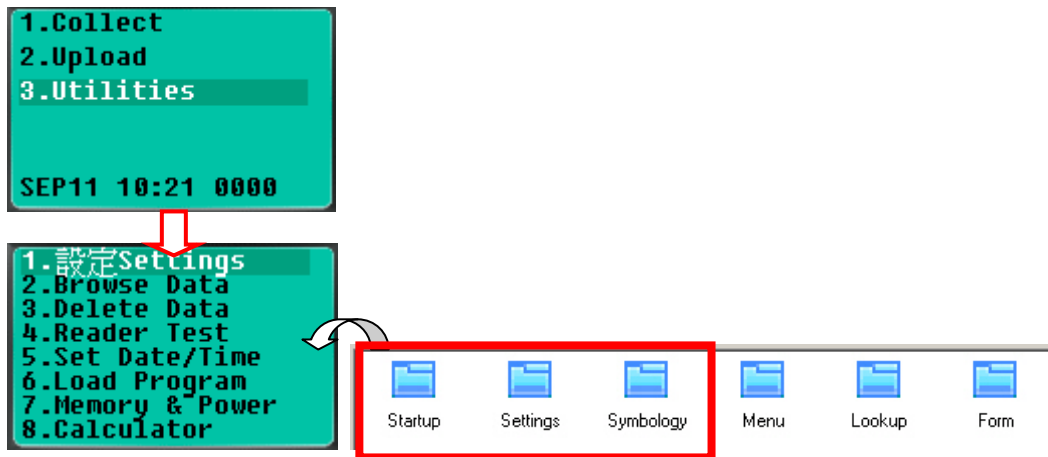 1.Collect
2.Upload
3.Utilities
SEP11 10:21 0000
1.設定Settings
2.Browse Data
3.Delete Data
4.Reader Test
5.Set Date/Time
6.Load Program
7.Memory & Power
8.Calculator
Startup Settings Symbology Menu Lookup Form